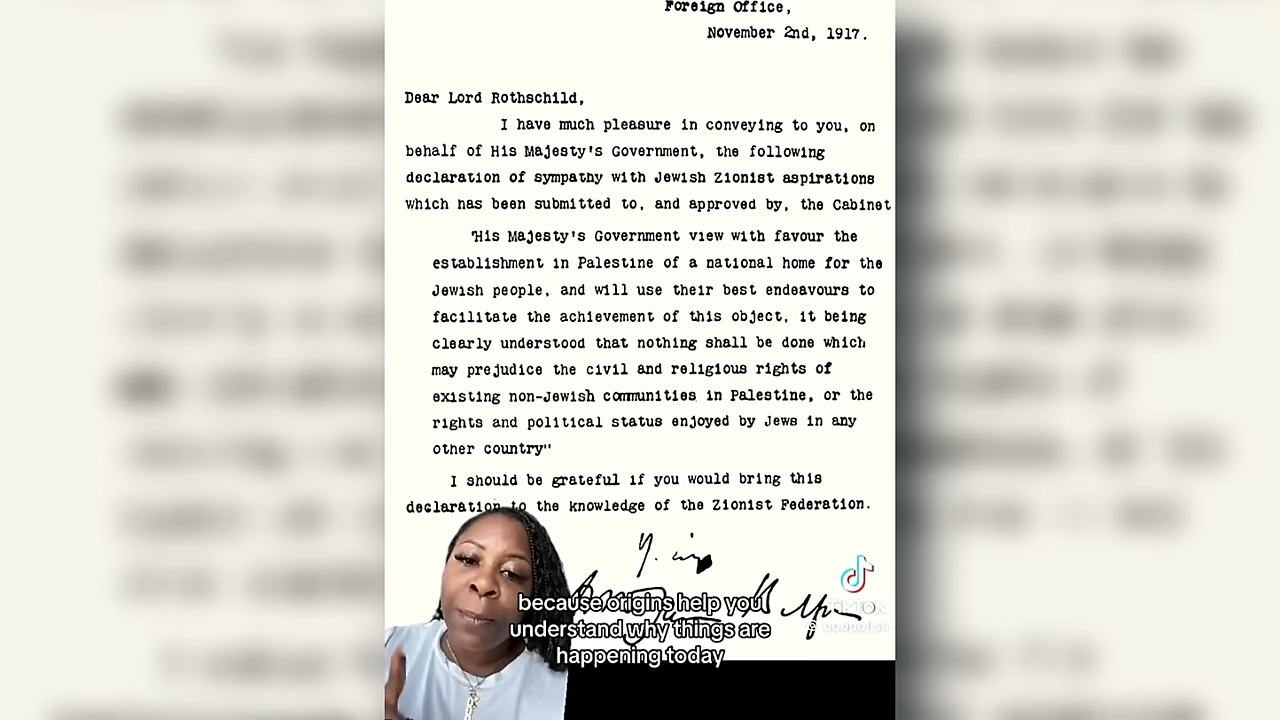 Foreign Office,
November 2nd, 1917.
Dear Lord Rothschild,
I have much pleasure in conveying to you, on
behalf of His Majesty's Government, the following
declaration of sympathy with Jewish Zionist aspirations
which has been submitted to, and approved by, the Cabinet
"His Majesty's Government view with favour the
establishment in Palestine of a national home for the
Jewish people, and will use their best endeavours to
facilitate the achievement of this object, it being
clearly understood that nothing shall be done which
may prejudice the civil and religious rights of
existing non-Jewish communities in Palestine, or the
rights and political status enjoyed by Jews in any
other country"
I should be grateful if you would bring this
declaration to the knowledge of the Zionist Federation.
because origins help you
understand why things are
happening today
TikTok